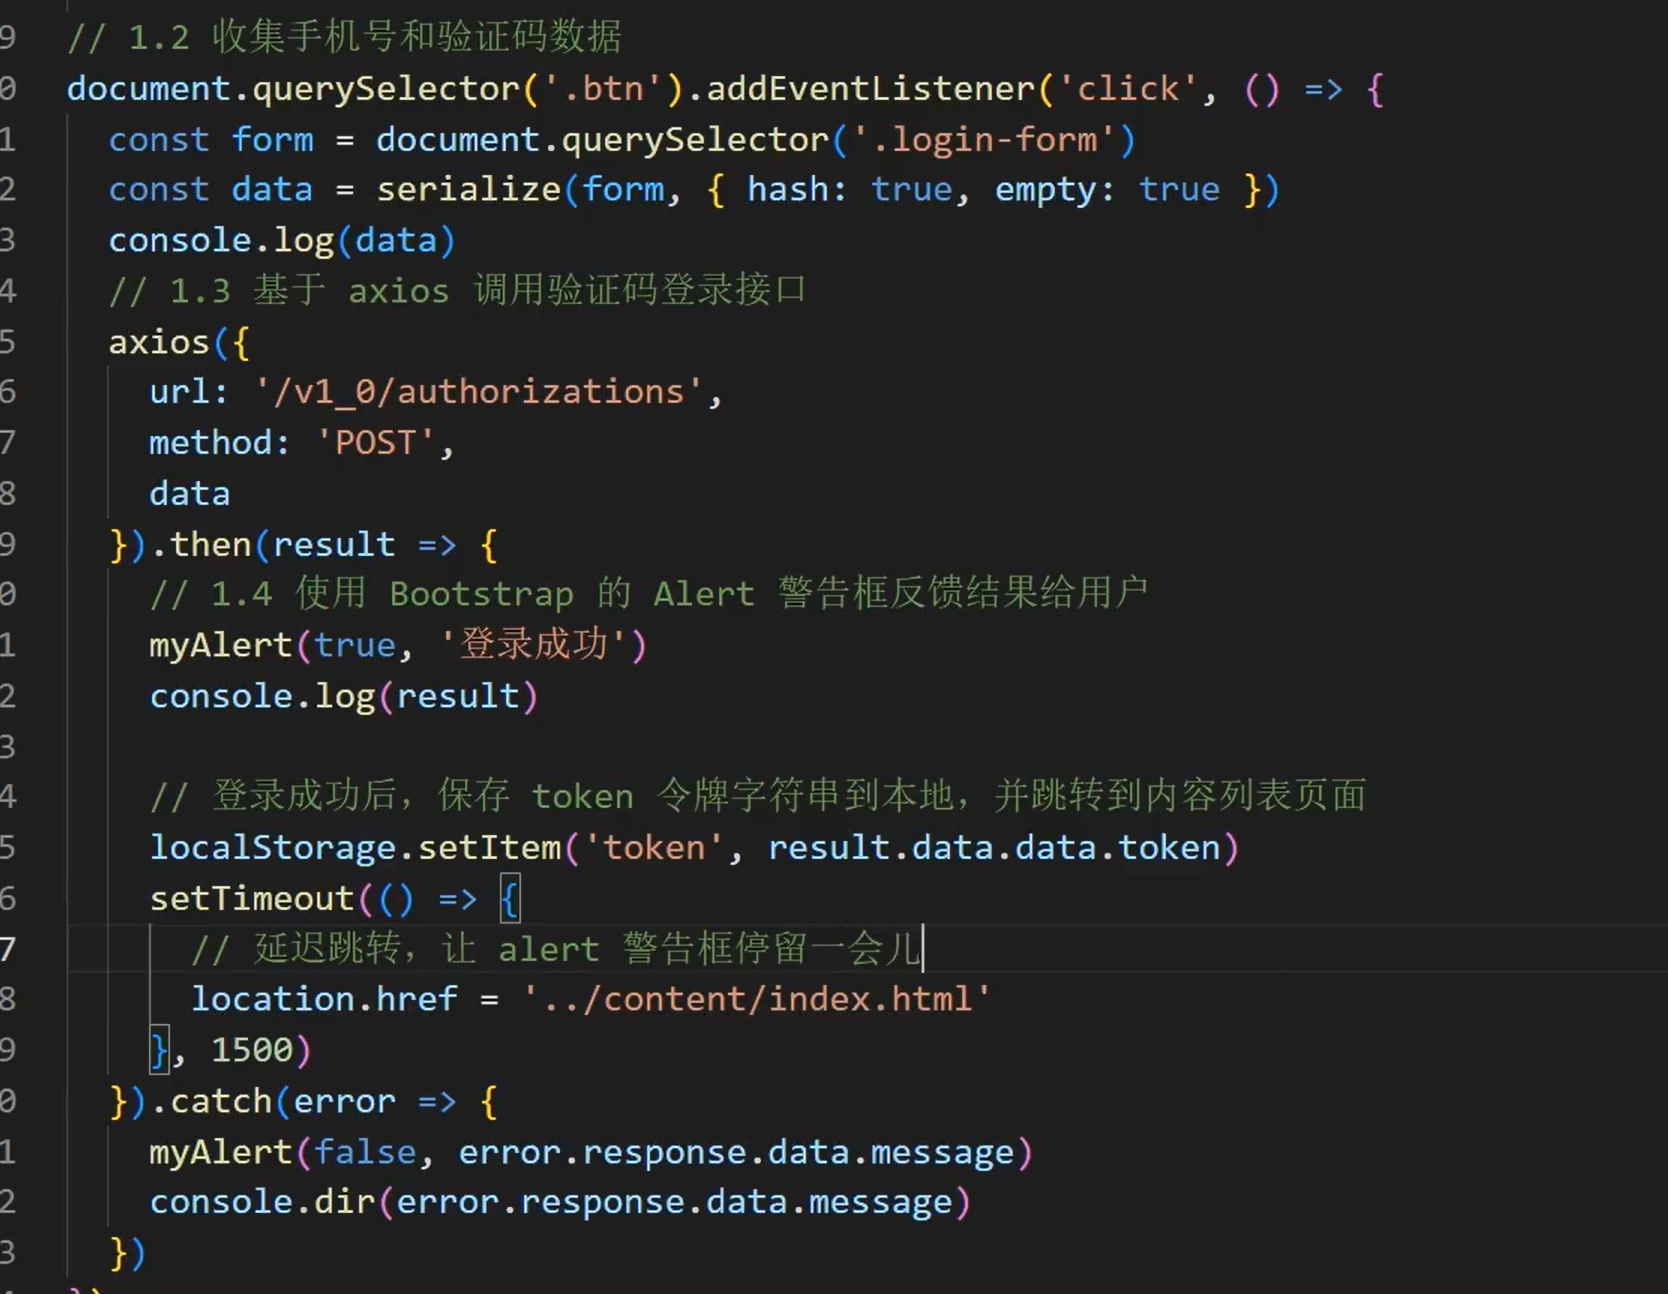 9 // 1.2 收集手机号和验证码数据
0 document.querySelector('.btn').addEventListener('click', () => {
1 const form = document.querySelector('.login-form')
2 const data = serialize(form, { hash: true, empty: true })
3 console.log(data)
4 // 1.3 基于 axios 调用验证码登录接口
5 axios({
6 url: '/v1_0/authorizations',
7 method: 'POST',
8 data
9 }).then(result => {
0 // 1.4 使用 Bootstrap 的 Alert 警告框反馈结果给用户
1 myAlert(true, '登录成功')
2 console.log(result)
3
4 // 登录成功后，保存 token 令牌字符串到本地，并跳转到内容列表页面
5 localStorage.setItem('token', result.data.data.token)
6 setTimeout(() => {
7 // 延迟跳转，让 alert 警告框停留一会儿
8 location.href = '../content/index.html'
9 }, 1500)
0 }).catch(error => {
1 myAlert(false, error.response.data.message)
2 console.dir(error.response.data.message)
3 })